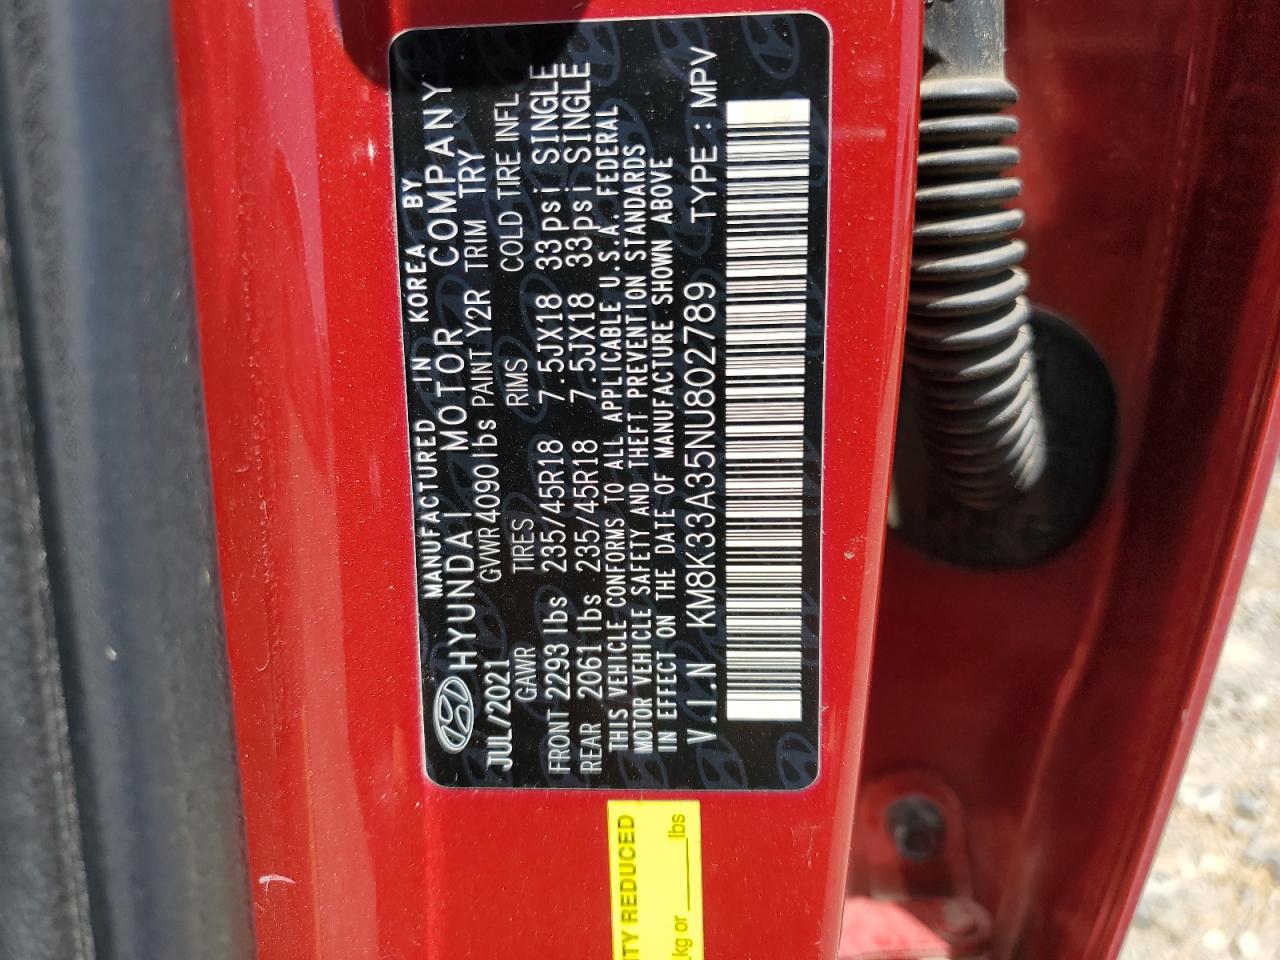 MANUFACTURED IN KOREA BY
HYUNDAI MOTOR COMPANY
JUL/2021 GVWR 4090 lbs PAINT Y2R TRIM TRY
GAWR TIRES RIMS COLD TIRE INFL
FRONT 2293 lbs 235/45R18 7.5JX18 33psi SINGLE
REAR 2061 lbs 235/45R18 7.5JX18 33psi SINGLE
THIS VEHICLE CONFORMS TO ALL APPLICABLE U.S.A. FEDERAL
MOTOR VEHICLE SAFETY AND THEFT PREVENTION STANDARDS
IN EFFECT ON THE DATE OF MANUFACTURE SHOWN ABOVE
V.I.N KM8K33A35NU802789 TYPE : MPV
REDUCED
kg or ____lbs